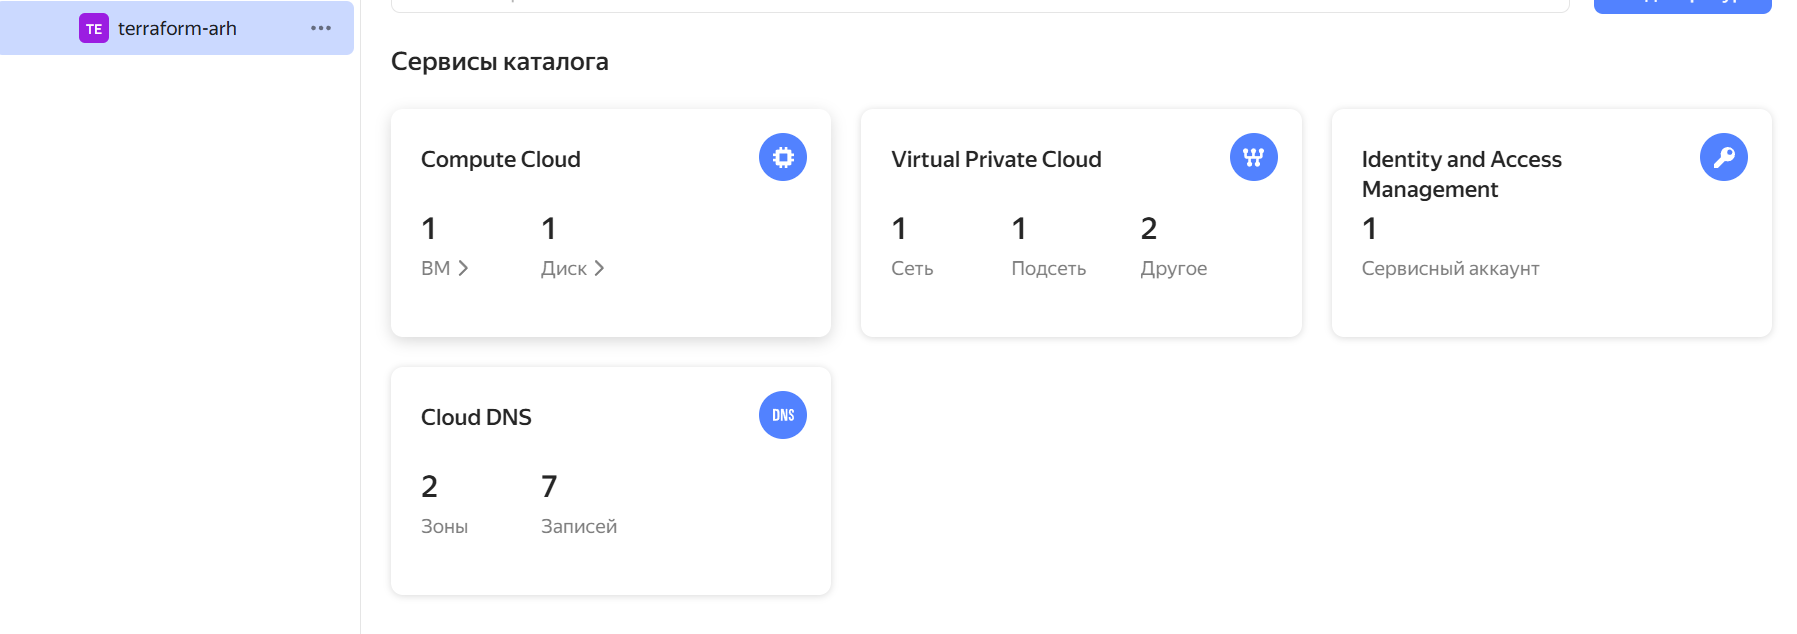 TE terraform-arh
Сервисы каталога
Compute Cloud
1 1
ВМ Диск
Virtual Private Cloud
1 1 2
Сеть Подсеть Другое
Identity and Access
Management
1
Сервисный аккаунт
Cloud DNS
DNS
2 7
Зоны Записей